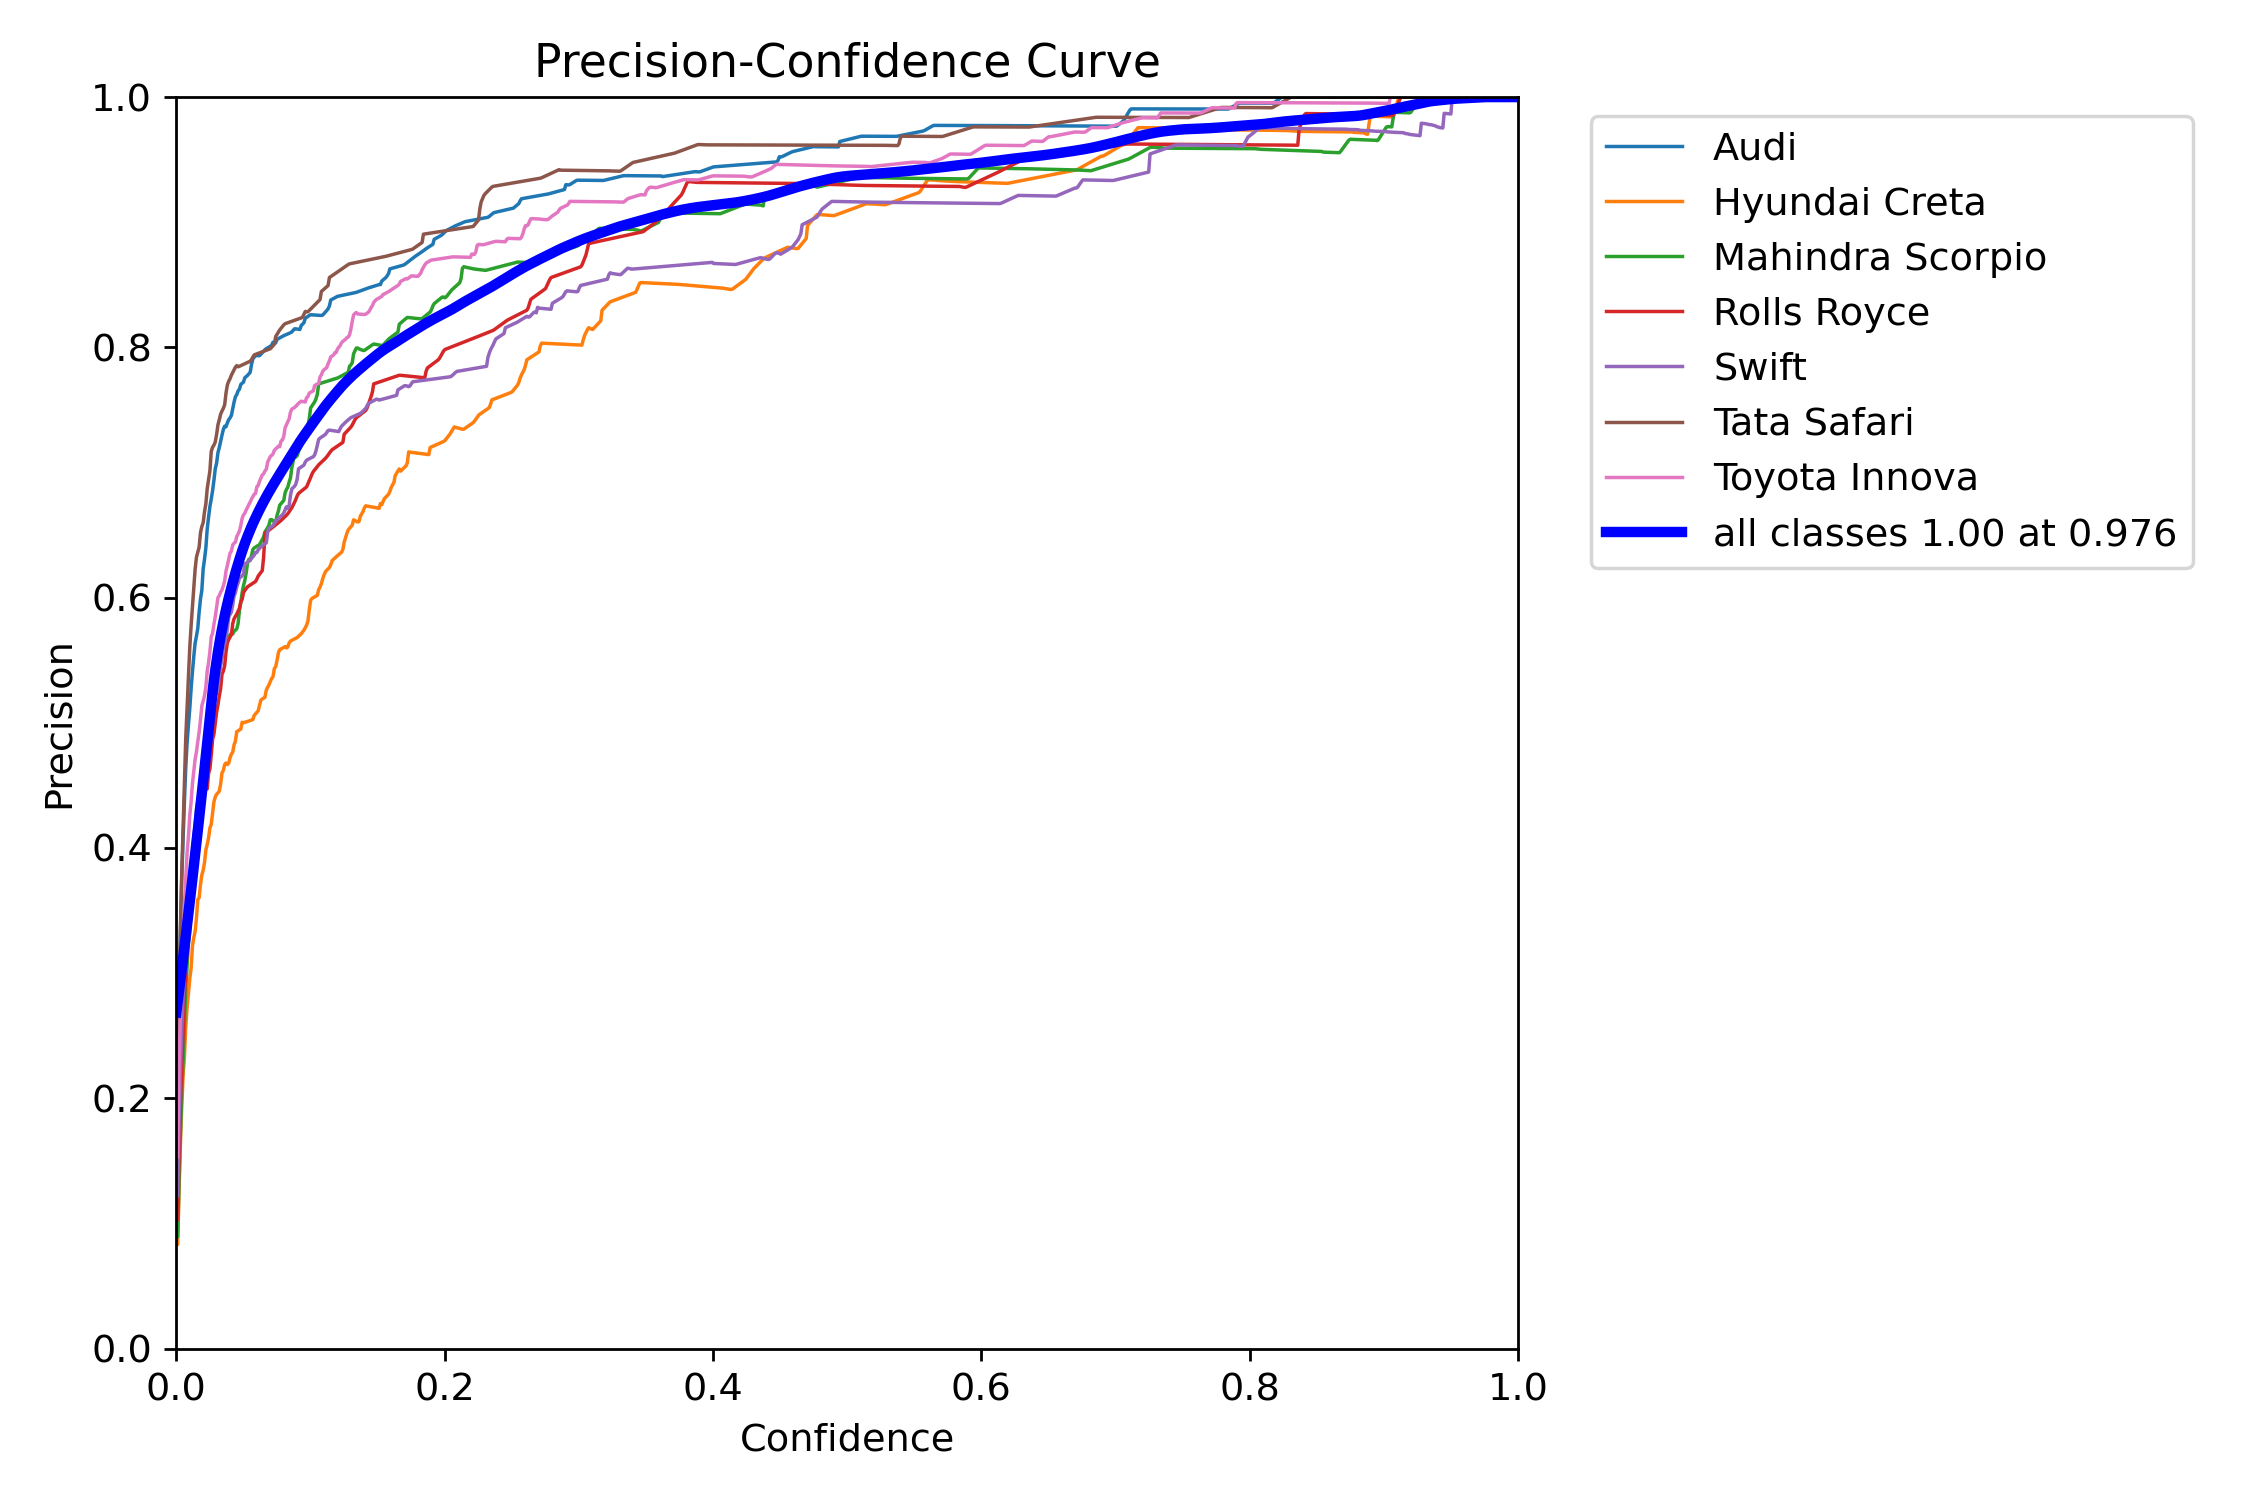 Precision-Confidence Curve
1.0
0.8
0.6
0.4
0.2
0.0
Precision
0.0 0.2 0.4 0.6 0.8 1.0
Confidence
Audi
Hyundai Creta
Mahindra Scorpio
Rolls Royce
Swift
Tata Safari
Toyota Innova
all classes 1.00 at 0.976